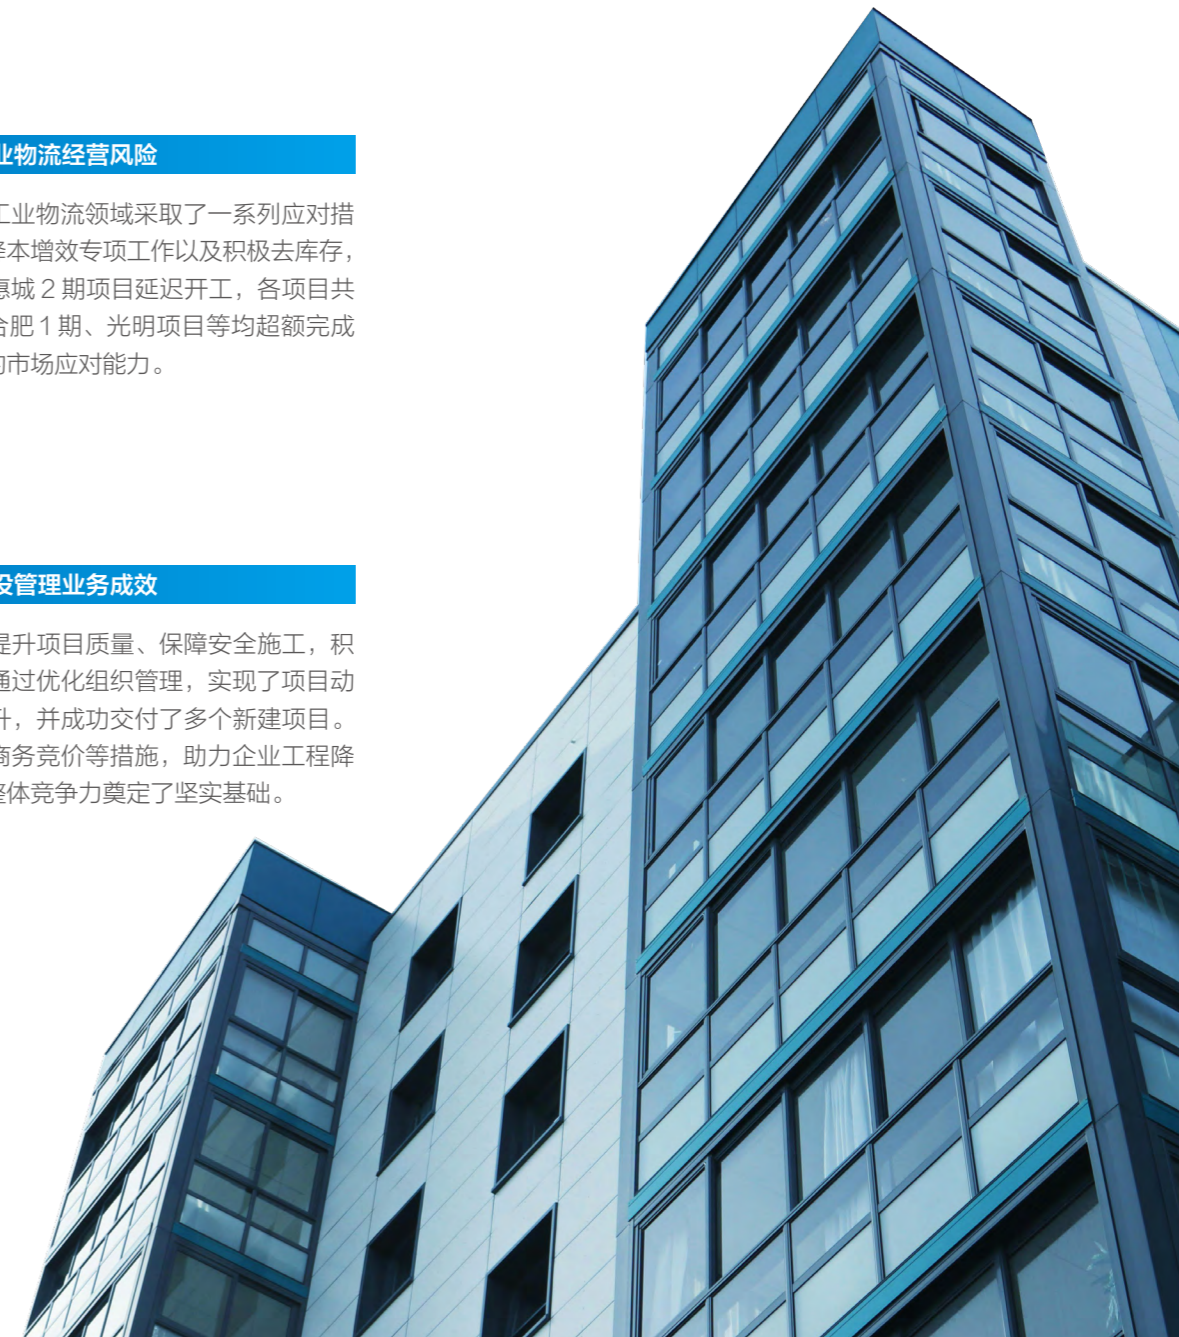 业物流经营风险
工业物流领域采取了一系列应对措
本增效专项工作以及积极去库存，
惠城 2 期项目延迟开工，各项目共
合肥 1 期、光明项目等均超额完成
的市场应对能力。
设管理业务成效
提升项目质量、保障安全施工，积
通过优化组织管理，实现了项目动
升，并成功交付了多个新建项目。
商务竞价等措施，助力企业工程降
整体竞争力奠定了坚实基础。